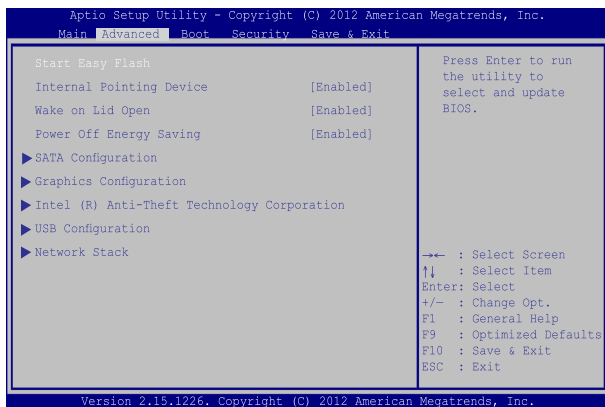 Aptio Setup Utility - Copyright (C) 2012 American Megatrends, Inc.
Main Advanced Boot Security Save & Exit
Start Easy Flash
Internal Pointing Device [Enabled]
Wake on Lid Open [Enabled]
Power Off Energy Saving [Enabled]
SATA Configuration
Graphics Configuration
Intel (R) Anti-Theft Technology Corporation
USB Configuration
Network Stack
Press Enter to run
the utility to
select and update
BIOS.
→← : Select Screen
↑↓ : Select Item
Enter: Select
+/— : Change Opt.
F1 : General Help
F9 : Optimized Defaults
F10 : Save & Exit
ESC : Exit
Version 2.15.1226. Copyright (C) 2012 American Megatrends, Inc.